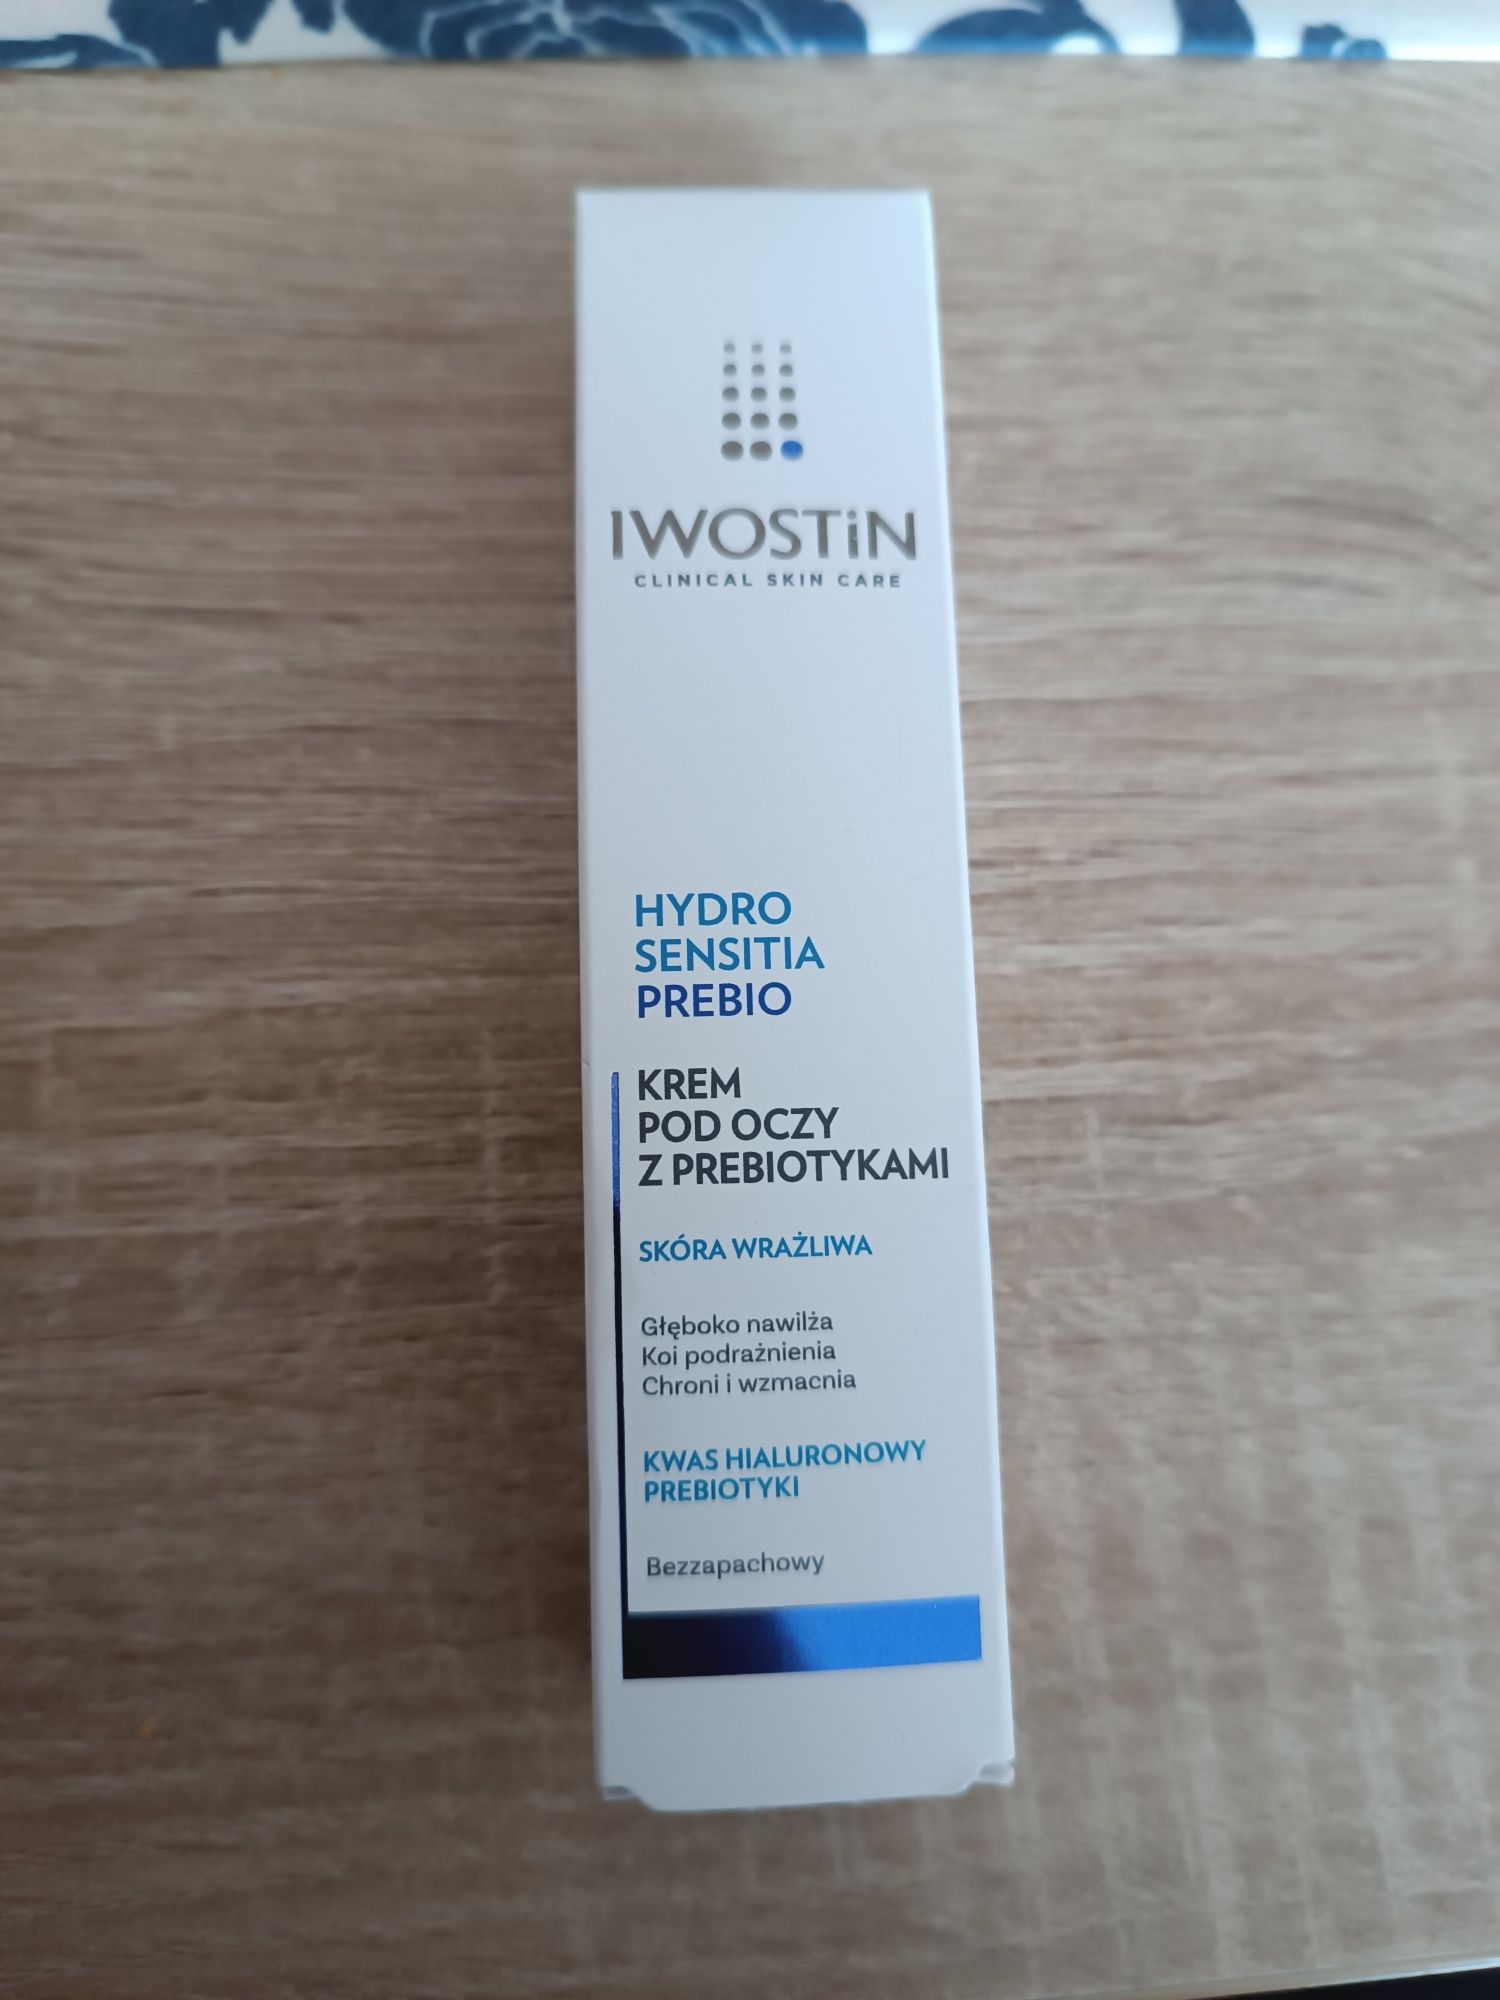 IWOSTiN
CLINICAL SKIN CARE
HYDRO
SENSITIA
PREBIO
KREM
POD OCZY
Z PREBIOTYKAMI
SKÓRA WRAŻLIWA
Głęboko nawilża
Koi podrażnienia
Chroni i wzmacnia
KWAS HIALURONOWY
PREBIOTYKI
Bezzapachowy